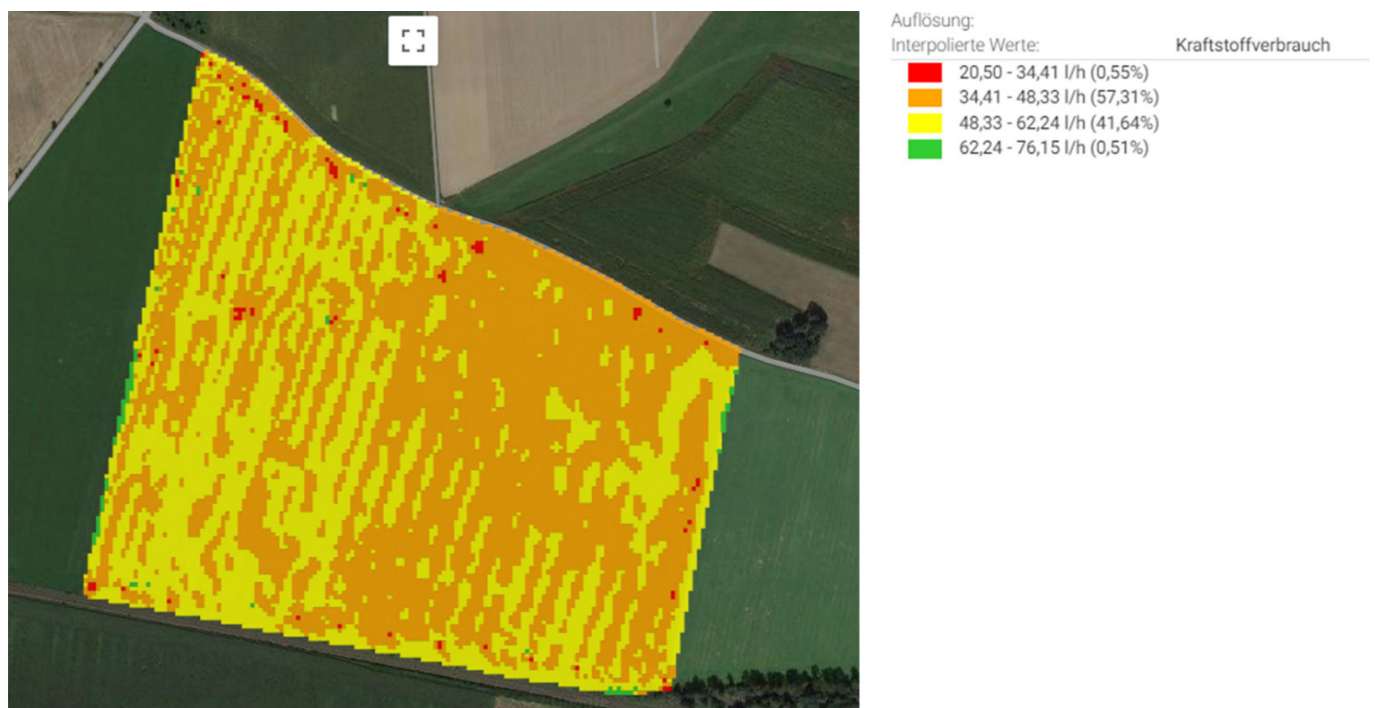 Auflösung:
Interpolierte Werte: Kraftstoffverbrauch
20,50 - 34,41 l/h (0,55%)
34,41 - 48,33 l/h (57,31%)
48,33 - 62,24 l/h (41,64%)
62,24 - 76,15 l/h (0,51%)